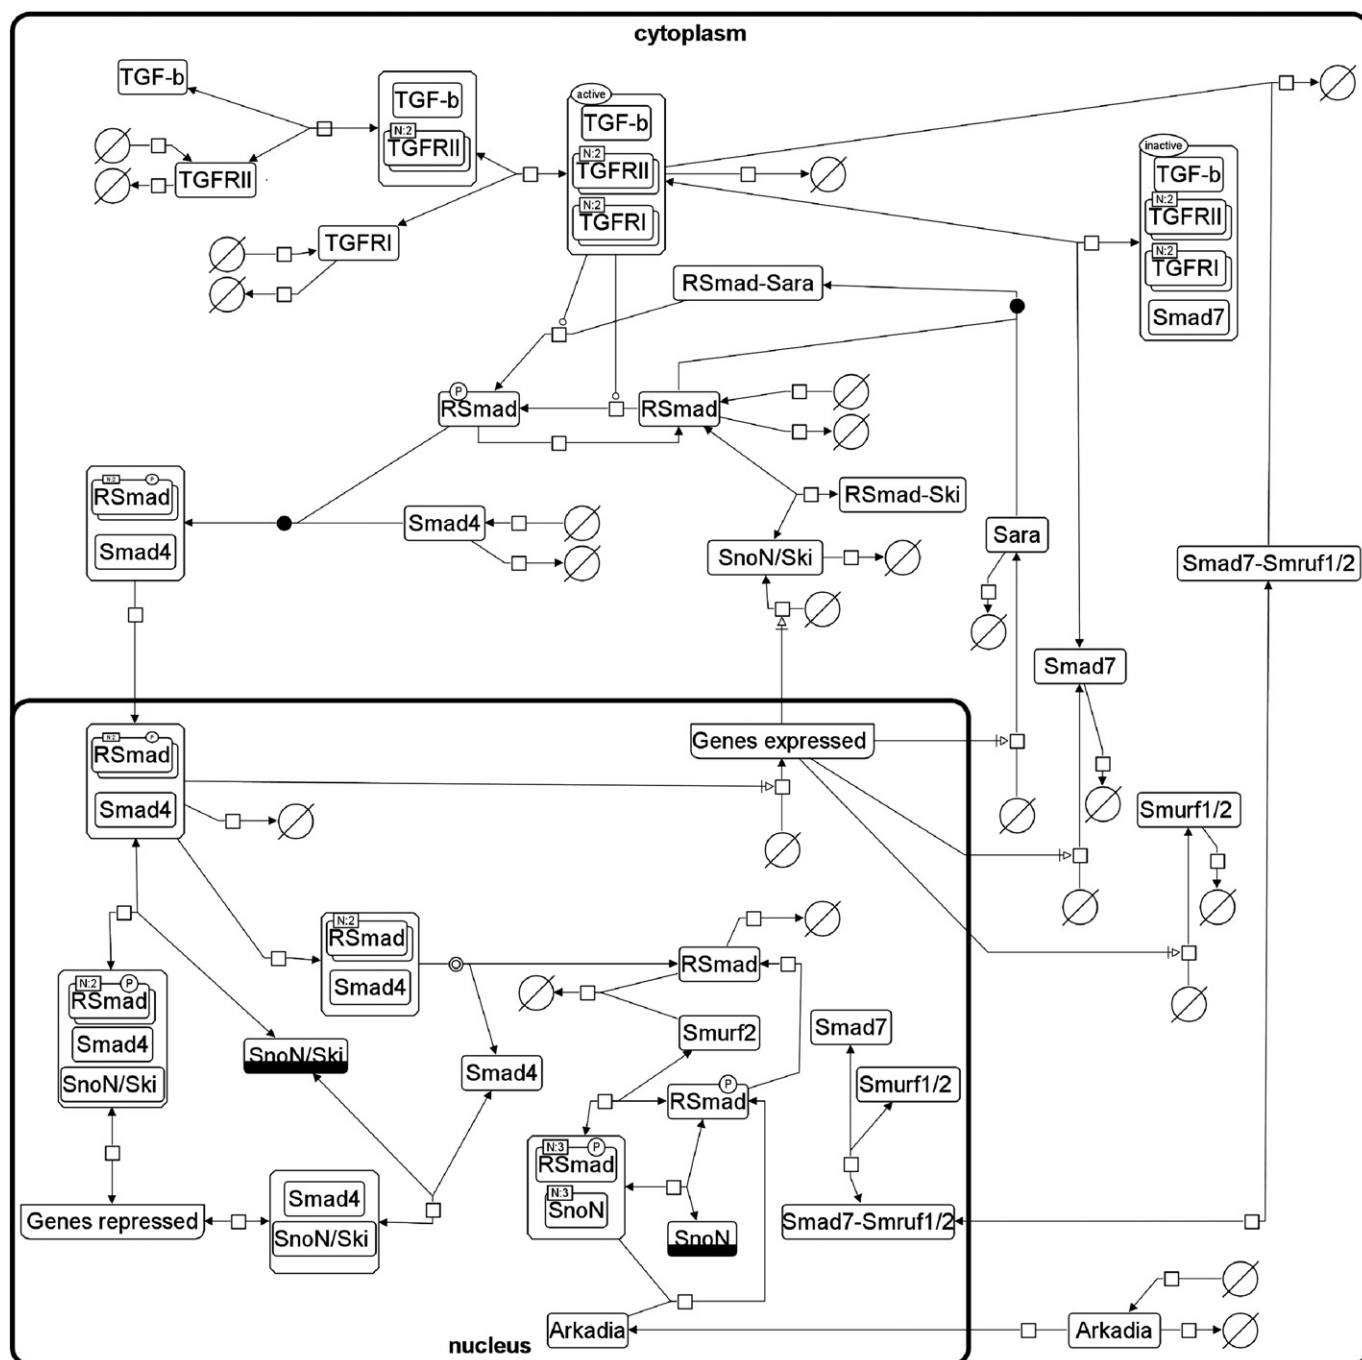 cytoplasm
TGF-b
TGF-b
N:2
TGFRII
active
TGF-b
N:2
TGFRII
N:2
TGFRI
inactive
TGF-b
N:2
TGFRII
N:2
TGFRI
Smad7
TGFRII
TGFRI
RSmad-Sara
P
RSmad
RSmad
N:2
P
RSmad
Smad4
Smad4
RSmad-Ski
SnoN/Ski
Sara
Smad7-Smruf1/2
Smad7
N:2
P
RSmad
Smad4
Genes expressed
Smurf1/2
N:2
RSmad
Smad4
RSmad
N:2
P
RSmad
Smad4
SnoN/Ski
SnoN/Ski
Smad4
Smurf2
Smad7
Smurf1/2
P
RSmad
N:3
P
RSmad
N:3
SnoN
SnoN
Genes repressed
Smad4
SnoN/Ski
Smad7-Smruf1/2
Arkadia
Arkadia
nucleus